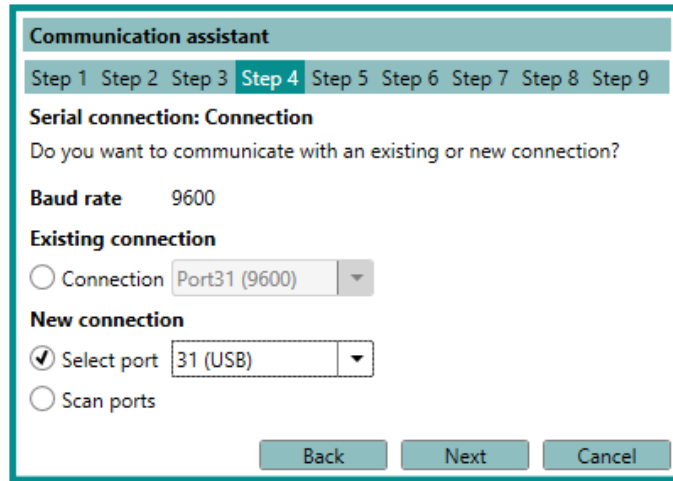 Communication assistant
Step 1 Step 2 Step 3 Step 4 Step 5 Step 6 Step 7 Step 8 Step 9
Serial connection: Connection
Do you want to communicate with an existing or new connection?
Baud rate 9600
Existing connection
Connection Port31 (9600)
New connection
Select port 31 (USB)
Scan ports
Back Next Cancel